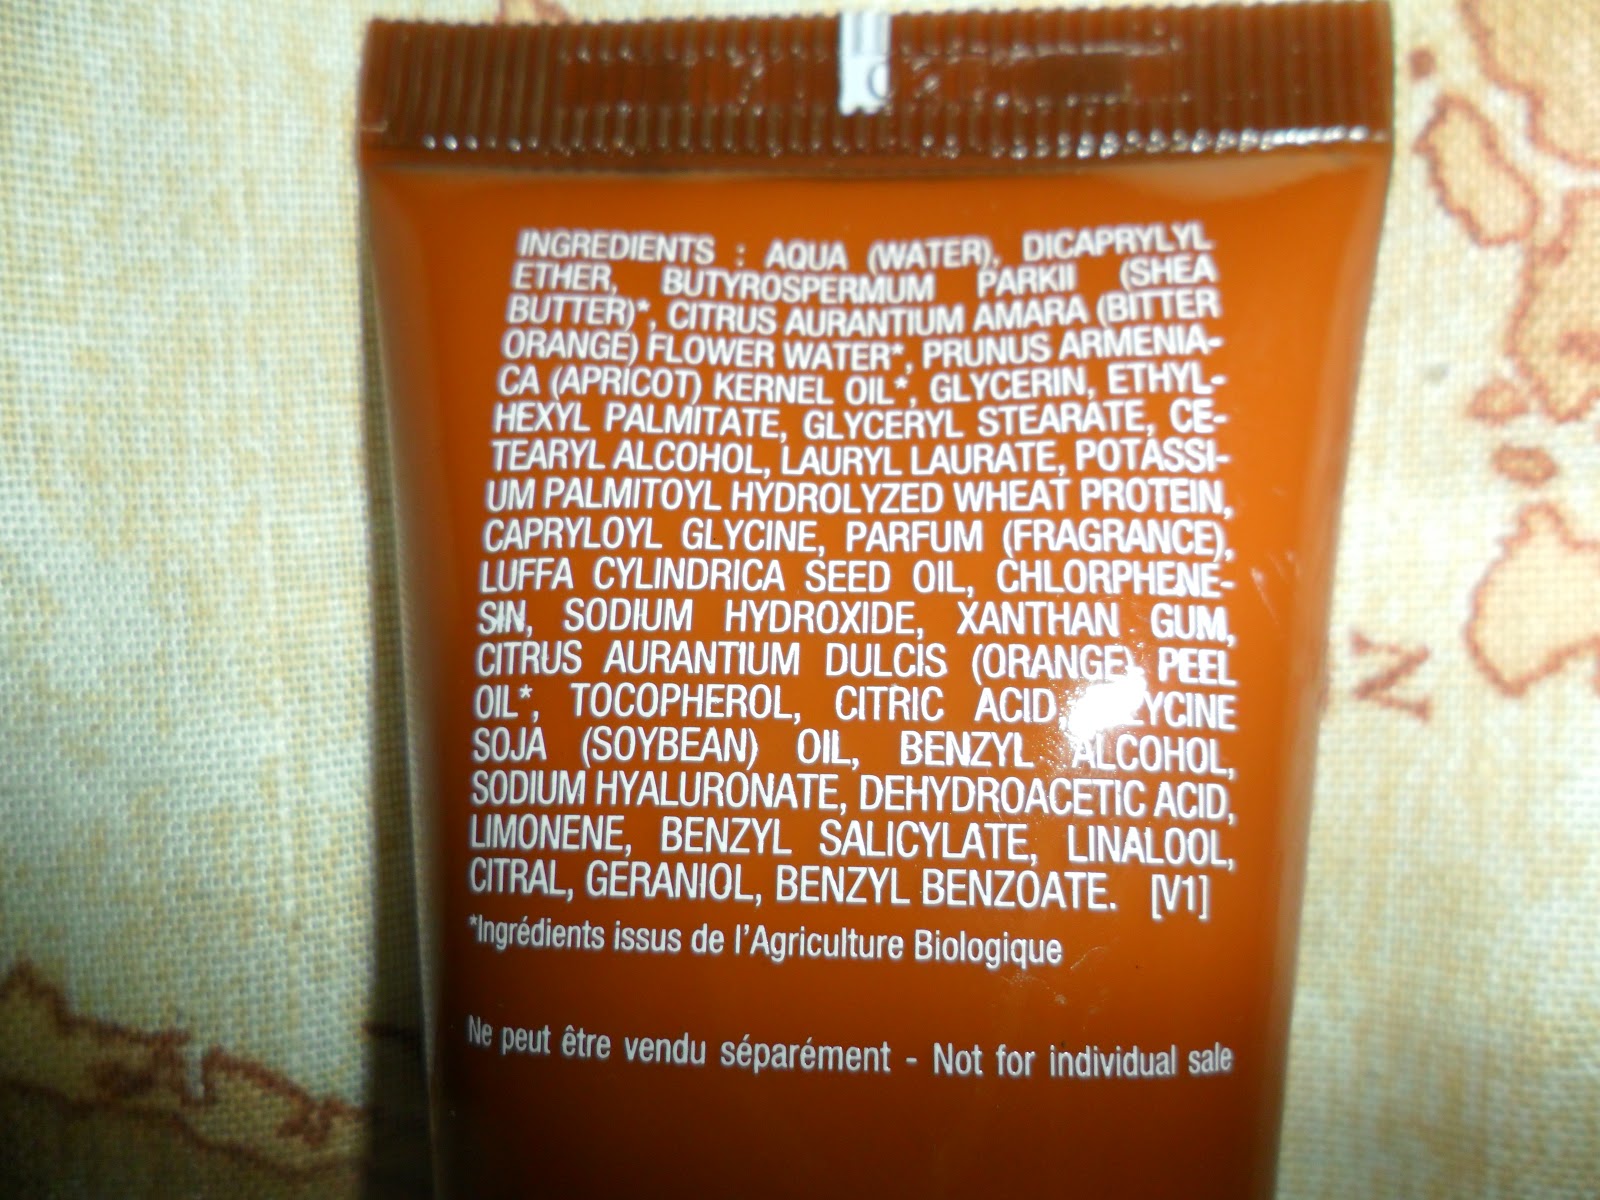 INGREDIENTS : AQUA (WATER), DICAPRYLYL
ETHER, BUTYROSPERMUM PARKII (SHEA
BUTTER)*, CITRUS AURANTIUM AMARA (BITTER
ORANGE) FLOWER WATER*, PRUNUS ARMENIA-
CA (APRICOT) KERNEL OIL*, GLYCERIN, ETHYL-
HEXYL PALMITATE, GLYCERYL STEARATE, CE-
TEARYL ALCOHOL, LAURYL LAURATE, POTASSI-
UM PALMITOYL HYDROLYZED WHEAT PROTEIN,
CAPRYLOYL GLYCINE, PARFUM (FRAGRANCE),
LUFFA CYLINDRICA SEED OIL, CHLORPHENE-
SIN, SODIUM HYDROXIDE, XANTHAN GUM,
CITRUS AURANTIUM DULCIS (ORANGE) PEEL
OIL*, TOCOPHEROL, CITRIC ACID,
SOJA (SOYBEAN) OIL, BENZYL ALCOHOL,
SODIUM HYALURONATE, DEHYDROACETIC ACID,
LIMONENE, BENZYL SALICYLATE, LINALOOL,
CITRAL, GERANIOL, BENZYL BENZOATE. [V1]
*Ingrédients issus de l'Agriculture Biologique
Ne peut être vendu séparément - Not for individual sale
N